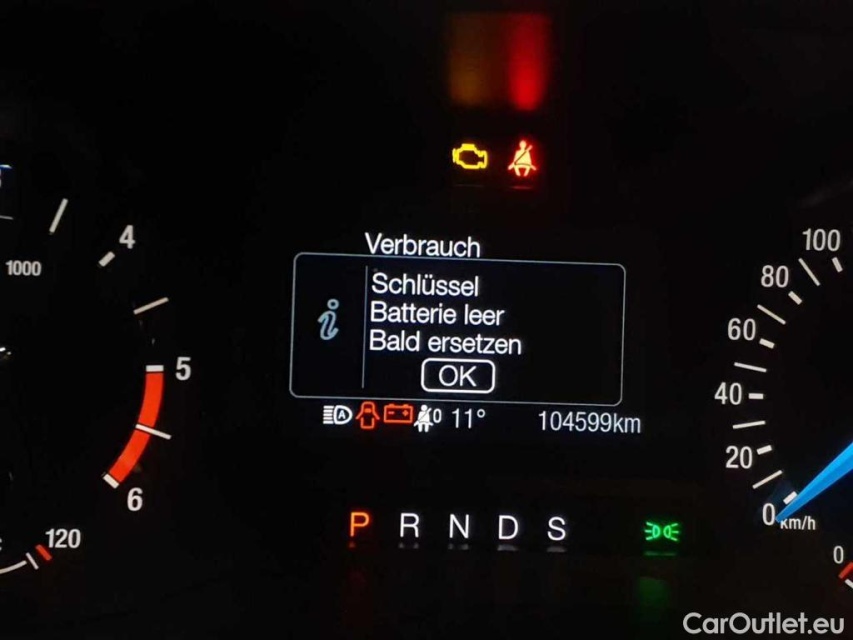 4
1000
Verbrauch
Schlüssel
Batterie leer
Bald ersetzen
OK
A
0 11° 104599km
5
6
120
100
80
60
40
20
0
km/h
0
P R N D S
CarOutlet.eu